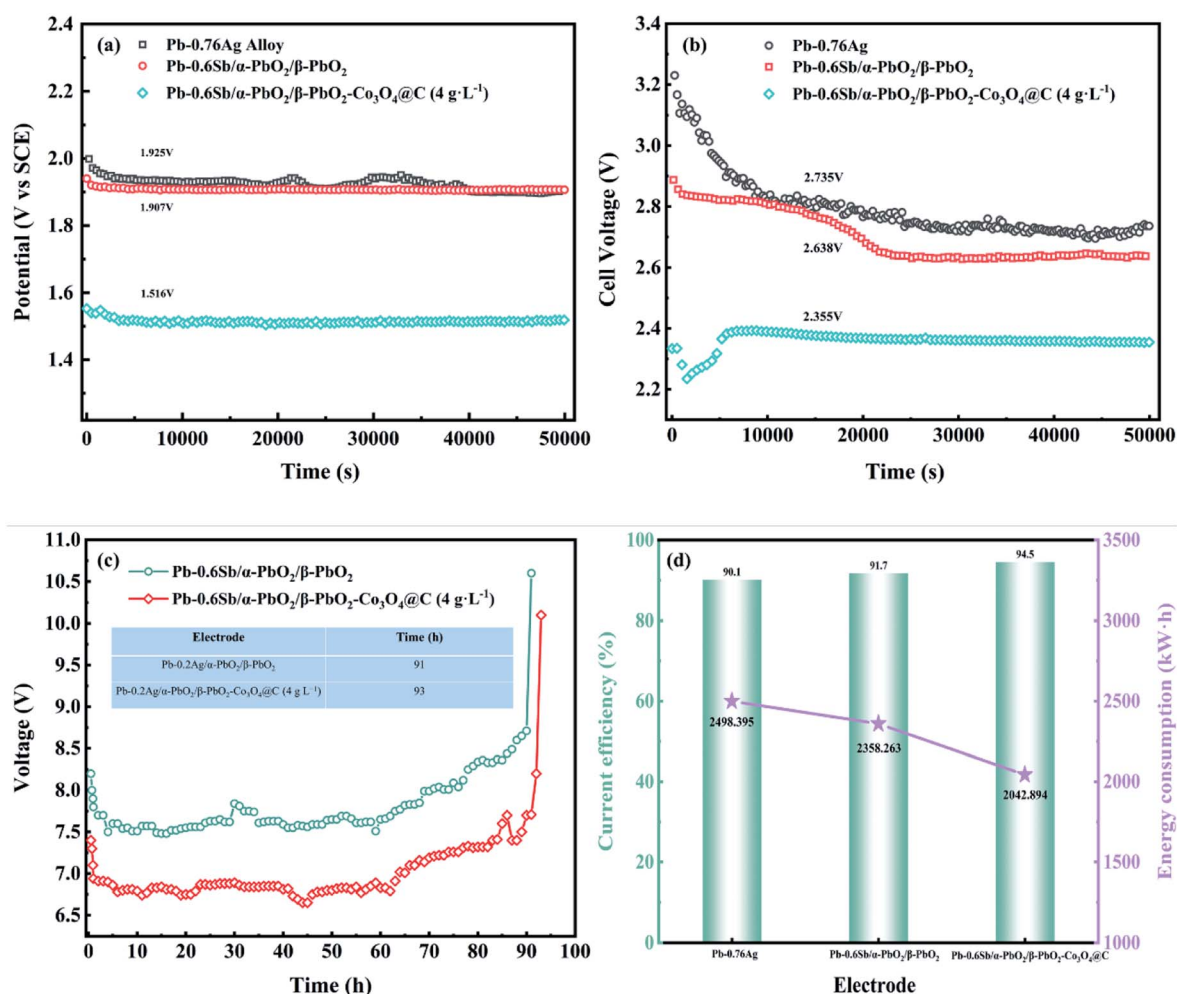 (a)
Pb-0.76Ag Alloy
Pb-0.6Sb/α-PbO₂/β-PbO₂
Pb-0.6Sb/α-PbO₂/β-PbO₂-Co₃O₄@C (4 g·L⁻¹)
2.4
2.2
2.0
1.8
1.6
1.4
1.925V
1.907V
1.516V
Potential (V vs SCE)
0
10000
20000
30000
40000
50000
Time (s)
(b)
Pb-0.76Ag
Pb-0.6Sb/α-PbO₂/β-PbO₂
Pb-0.6Sb/α-PbO₂/β-PbO₂-Co₃O₄@C (4 g·L⁻¹)
3.4
3.2
3.0
2.8
2.6
2.4
2.2
2.735V
2.638V
2.355V
Cell Voltage (V)
0
10000
20000
30000
40000
50000
Time (s)
(c)
Pb-0.6Sb/α-PbO₂/β-PbO₂
Pb-0.6Sb/α-PbO₂/β-PbO₂-Co₃O₄@C (4 g·L⁻¹)
Electrode Time (h)
Pb-0.2Ag/α-PbO₂/β-PbO₂ 91
Pb-0.2Ag/α-PbO₂/β-PbO₂-Co₃O₄@C (4 g L⁻¹) 93
11.0
10.5
10.0
9.5
9.0
8.5
8.0
7.5
7.0
6.5
Voltage (V)
0
10
20
30
40
50
60
70
80
90
100
Time (h)
(d)
100
80
60
40
20
0
Current efficiency (%)
90.1
91.7
94.5
2498.395
2358.263
2042.894
3500
3000
2500
2000
1500
1000
Energy consumption (kW·h)
Pb-0.76Ag
Pb-0.6Sb/α-PbO₂/β-PbO₂
Pb-0.6Sb/α-PbO₂/β-PbO₂-Co₃O₄@C
Electrode